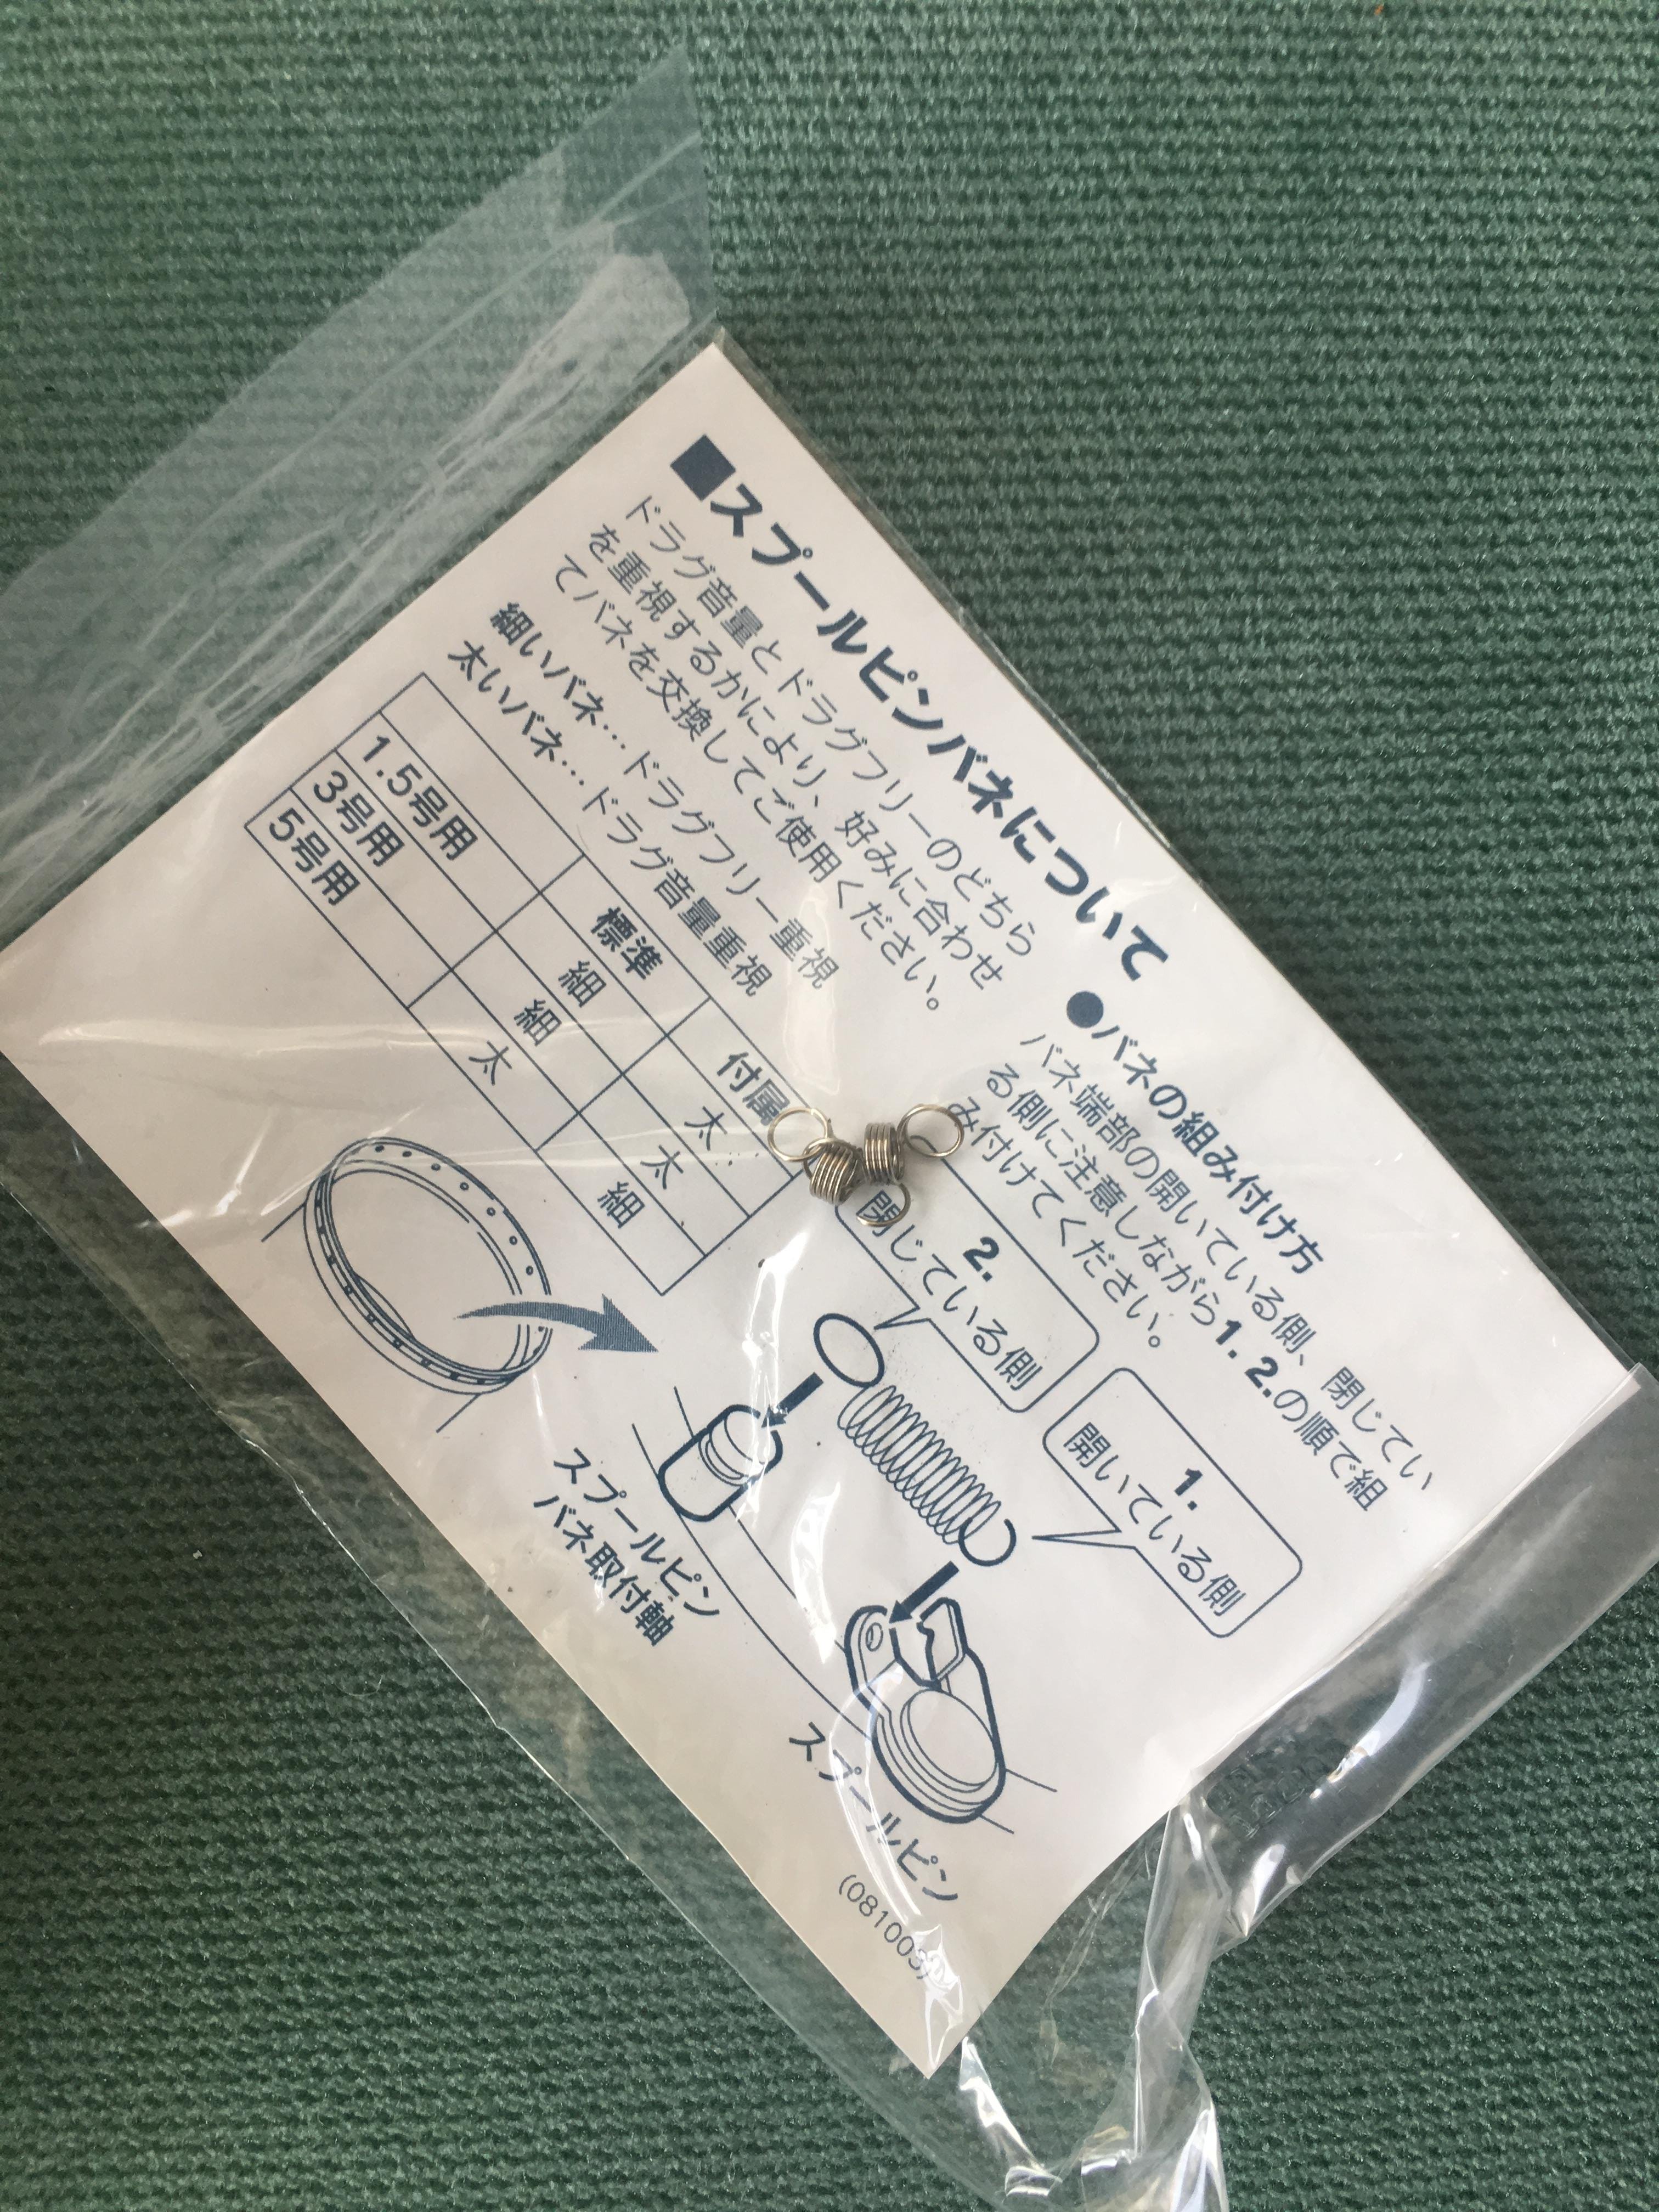 ■スプールピンバネについて
ドラグ音量とドラグフリーのどちら
を重視するかにより、好みに合わせ
てバネを交換してご使用ください。
細いバネ…ドラグフリー重視
太いバネ…ドラグ音量重視
標準 付属
1.5号用 細 太
3号用 細 太
5号用 太 細
●バネの組み付け方
バネ端部の開いている側、閉じてい
る側に注意しながら1. 2.の順で組
み付けてください。
2.
閉じている側
1.
開いている側
スプールピン
バネ取付軸
スプールピン